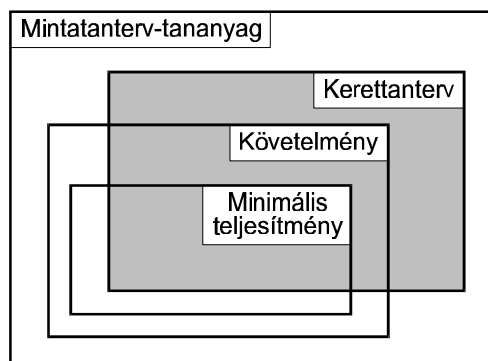 Mintatanterv-tananyag
Kerettanterv
Követelmény
Minimális
teljesítmény